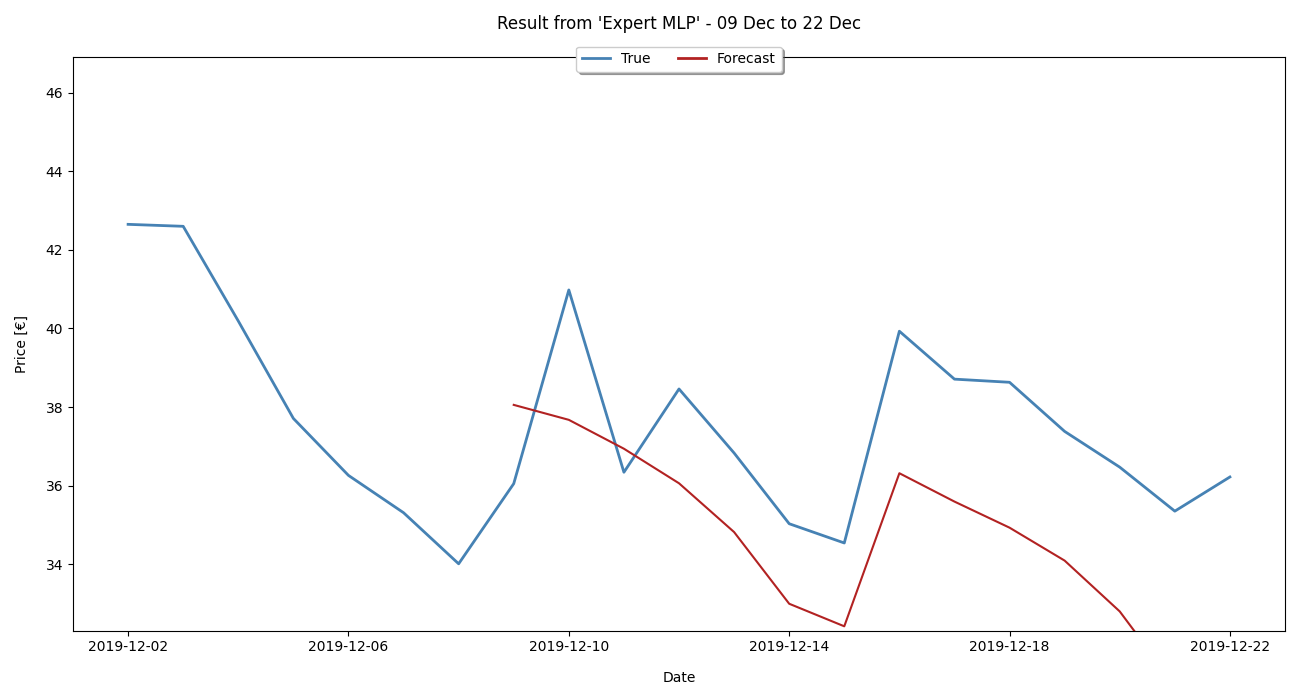 Result from 'Expert MLP' - 09 Dec to 22 Dec
True Forecast
46
44
42
40
38
36
34
Price [€]
2019-12-02 2019-12-06 2019-12-10 2019-12-14 2019-12-18 2019-12-22
Date